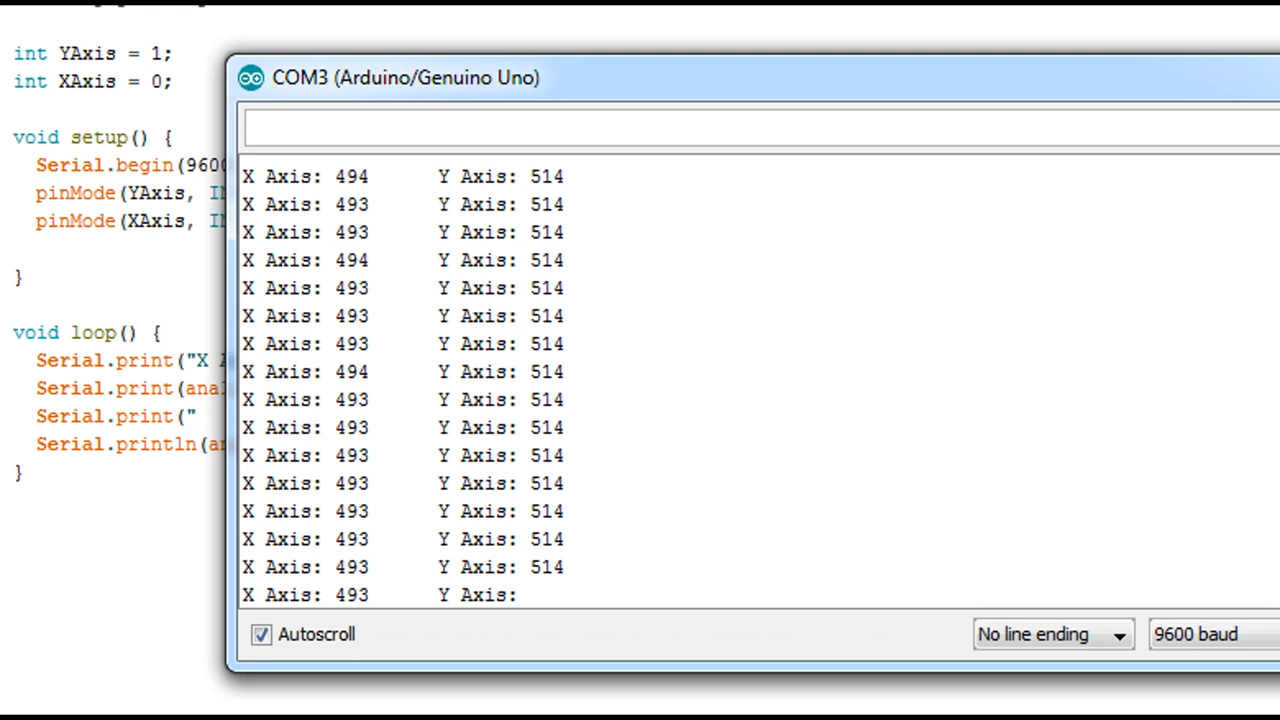 int YAxis = 1;
int XAxis = 0;
void setup() {
Serial.begin(9600
pinMode(YAxis, IN
pinMode(XAxis, IN
}
void loop() {
Serial.print("X A
Serial.print(anal
Serial.print("
Serial.println(an
}
COM3 (Arduino/Genuino Uno)
X Axis: 494 Y Axis: 514
X Axis: 493 Y Axis: 514
X Axis: 493 Y Axis: 514
X Axis: 494 Y Axis: 514
X Axis: 493 Y Axis: 514
X Axis: 493 Y Axis: 514
X Axis: 493 Y Axis: 514
X Axis: 494 Y Axis: 514
X Axis: 493 Y Axis: 514
X Axis: 493 Y Axis: 514
X Axis: 493 Y Axis: 514
X Axis: 493 Y Axis: 514
X Axis: 493 Y Axis: 514
X Axis: 493 Y Axis: 514
X Axis: 493 Y Axis: 514
X Axis: 493 Y Axis:
Autoscroll
No line ending
9600 baud